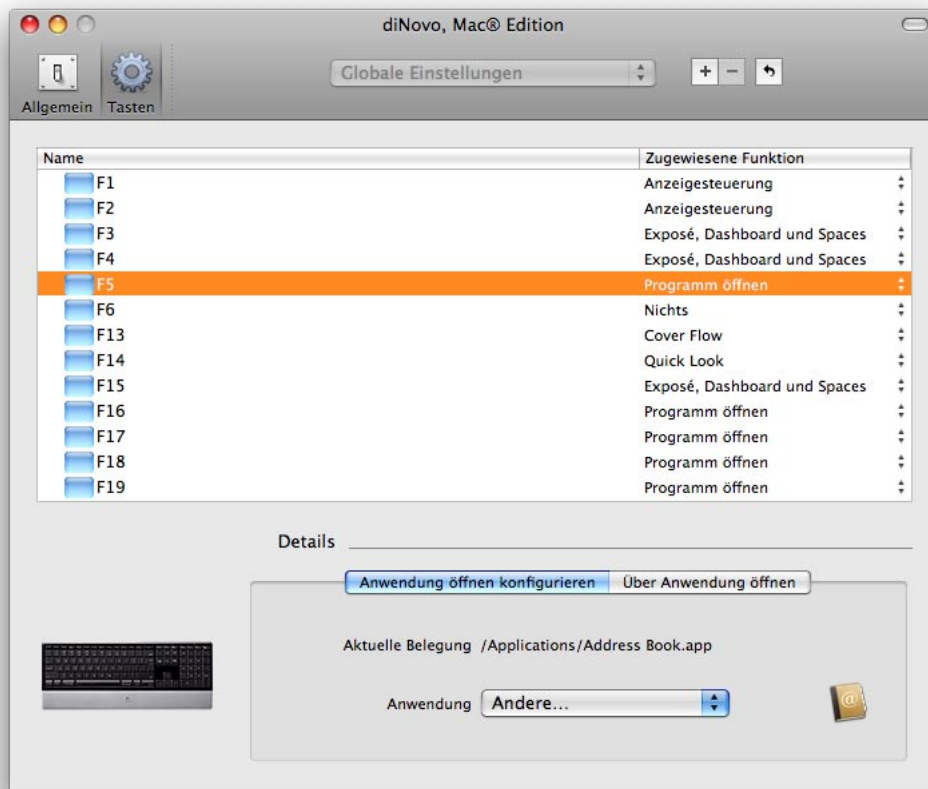 diNovo, Mac® Edition
Globale Einstellungen
Allgemein Tasten
Name Zugewiesene Funktion
F1 Anzeigesteuerung
F2 Anzeigesteuerung
F3 Exposé, Dashboard und Spaces
F4 Exposé, Dashboard und Spaces
F5 Programm öffnen
F6 Nichts
F13 Cover Flow
F14 Quick Look
F15 Exposé, Dashboard und Spaces
F16 Programm öffnen
F17 Programm öffnen
F18 Programm öffnen
F19 Programm öffnen
Details
Anwendung öffnen konfigurieren Über Anwendung öffnen
Aktuelle Belegung /Applications/Address Book.app
Anwendung Andere...